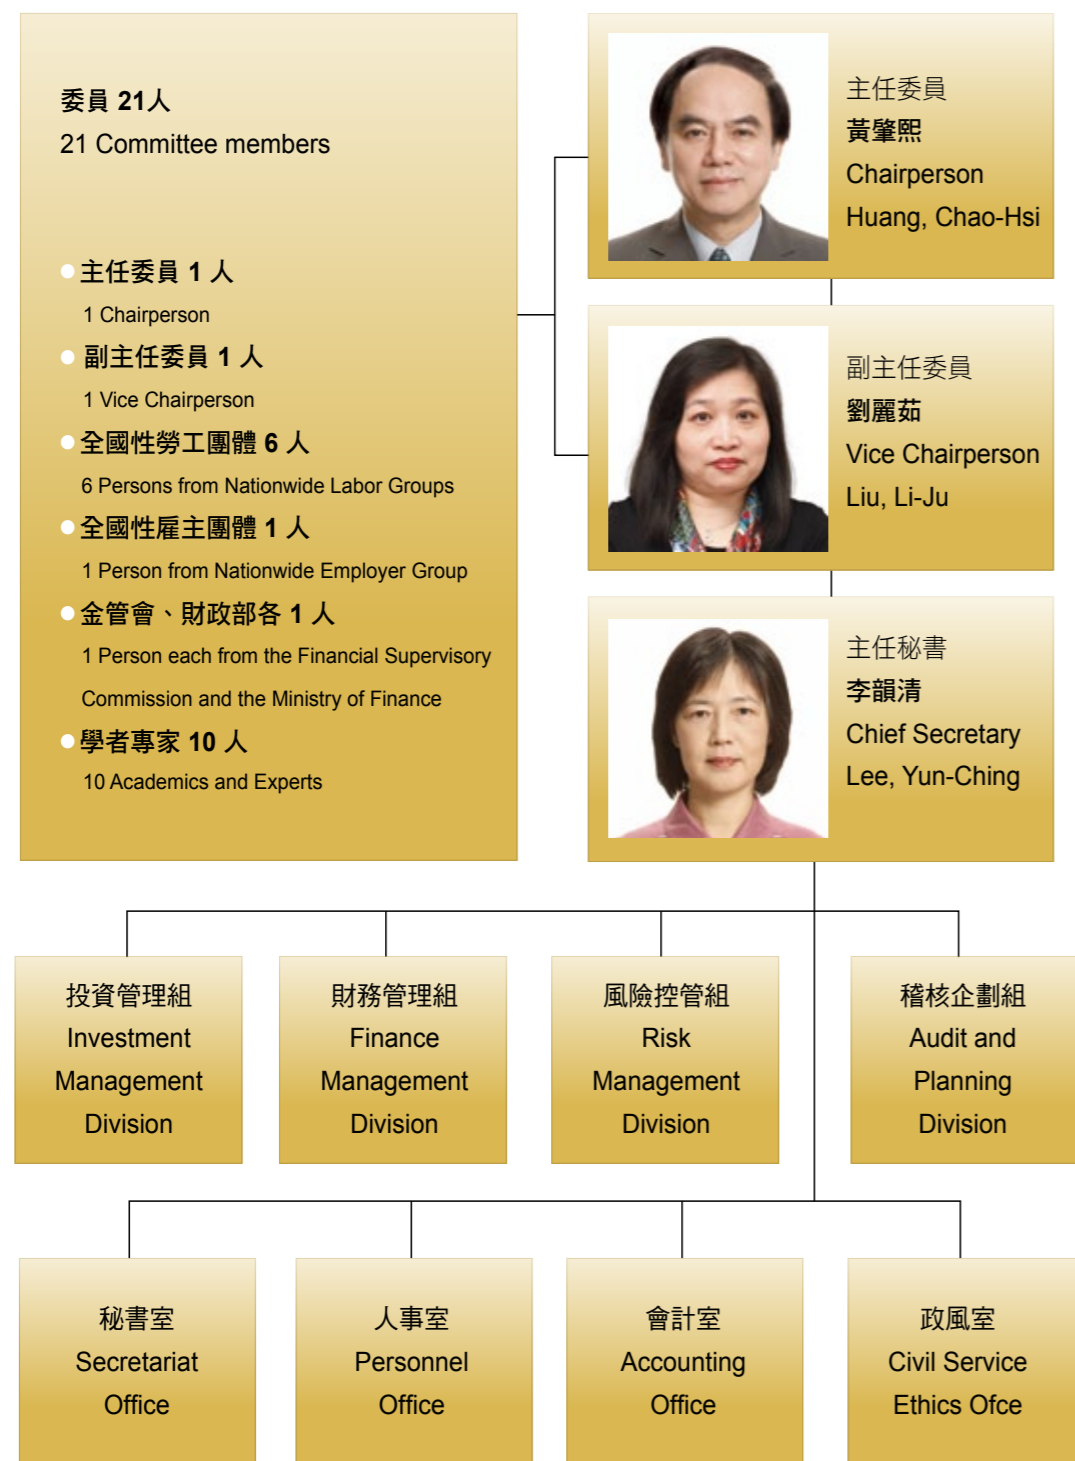 委員 21人
21 Committee members
主任委員 1 人
1 Chairperson
副主任委員 1 人
1 Vice Chairperson
全國性勞工團體 6 人
6 Persons from Nationwide Labor Groups
全國性雇主團體 1 人
1 Person from Nationwide Employer Group
金管會、財政部各 1 人
1 Person each from the Financial Supervisory
Commission and the Ministry of Finance
學者專家 10 人
10 Academics and Experts
主任委員
黃肇熙
Chairperson
Huang, Chao-Hsi
副主任委員
劉麗茹
Vice Chairperson
Liu, Li-Ju
主任秘書
李韻清
Chief Secretary
Lee, Yun-Ching
投資管理組
Investment
Management
Division
財務管理組
Finance
Management
Division
風險控管組
Risk
Management
Division
稽核企劃組
Audit and
Planning
Division
秘書室
Secretariat
Office
人事室
Personnel
Office
會計室
Accounting
Office
政風室
Civil Service
Ethics Ofce